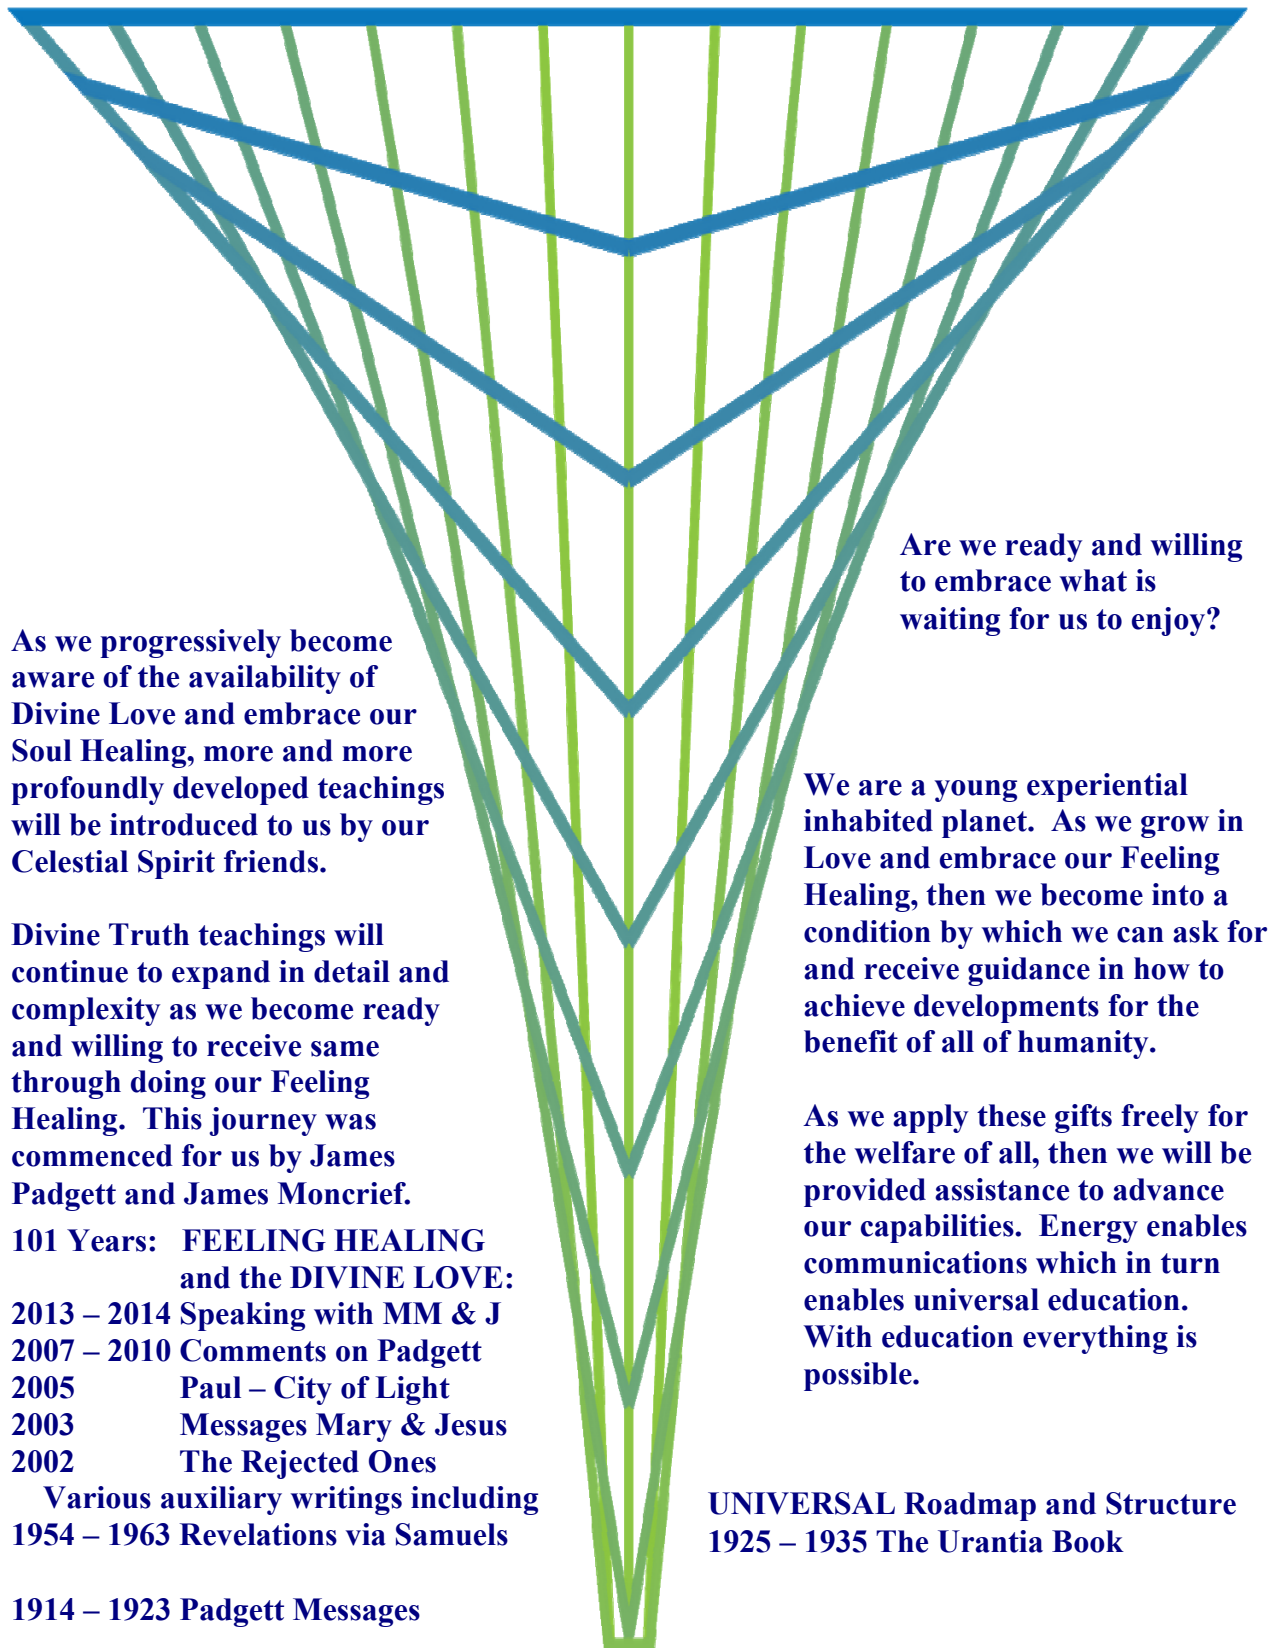 Are we ready and willing
to embrace what is
waiting for us to enjoy?
As we progressively become
aware of the availability of
Divine Love and embrace our
Soul Healing, more and more
profoundly developed teachings
will be introduced to us by our
Celestial Spirit friends.
Divine Truth teachings will
continue to expand in detail and
complexity as we become ready
and willing to receive same
through doing our Feeling
Healing. This journey was
commenced for us by James
Padgett and James Moncrief.
101 Years: FEELING HEALING
and the DIVINE LOVE:
2013 – 2014 Speaking with MM & J
2007 – 2010 Comments on Padgett
2005 Paul – City of Light
2003 Messages Mary & Jesus
2002 The Rejected Ones
Various auxiliary writings including
1954 – 1963 Revelations via Samuels
1914 – 1923 Padgett Messages
We are a young experiential
inhabited planet. As we grow in
Love and embrace our Feeling
Healing, then we become into a
condition by which we can ask for
and receive guidance in how to
achieve developments for the
benefit of all of humanity.
As we apply these gifts freely for
the welfare of all, then we will be
provided assistance to advance
our capabilities. Energy enables
communications which in turn
enables universal education.
With education everything is
possible.
UNIVERSAL Roadmap and Structure
1925 – 1935 The Urantia Book